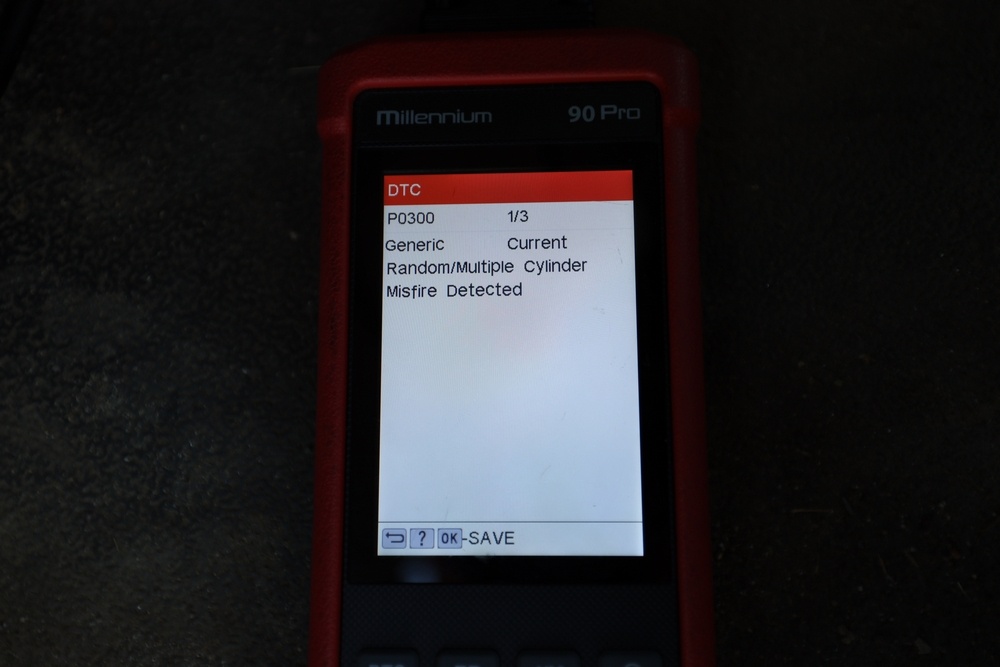 Millennium 90 Pro
DTC
P0300 1/3
Generic Current
Random/Multiple Cylinder
Misfire Detected
? OK-SAVE